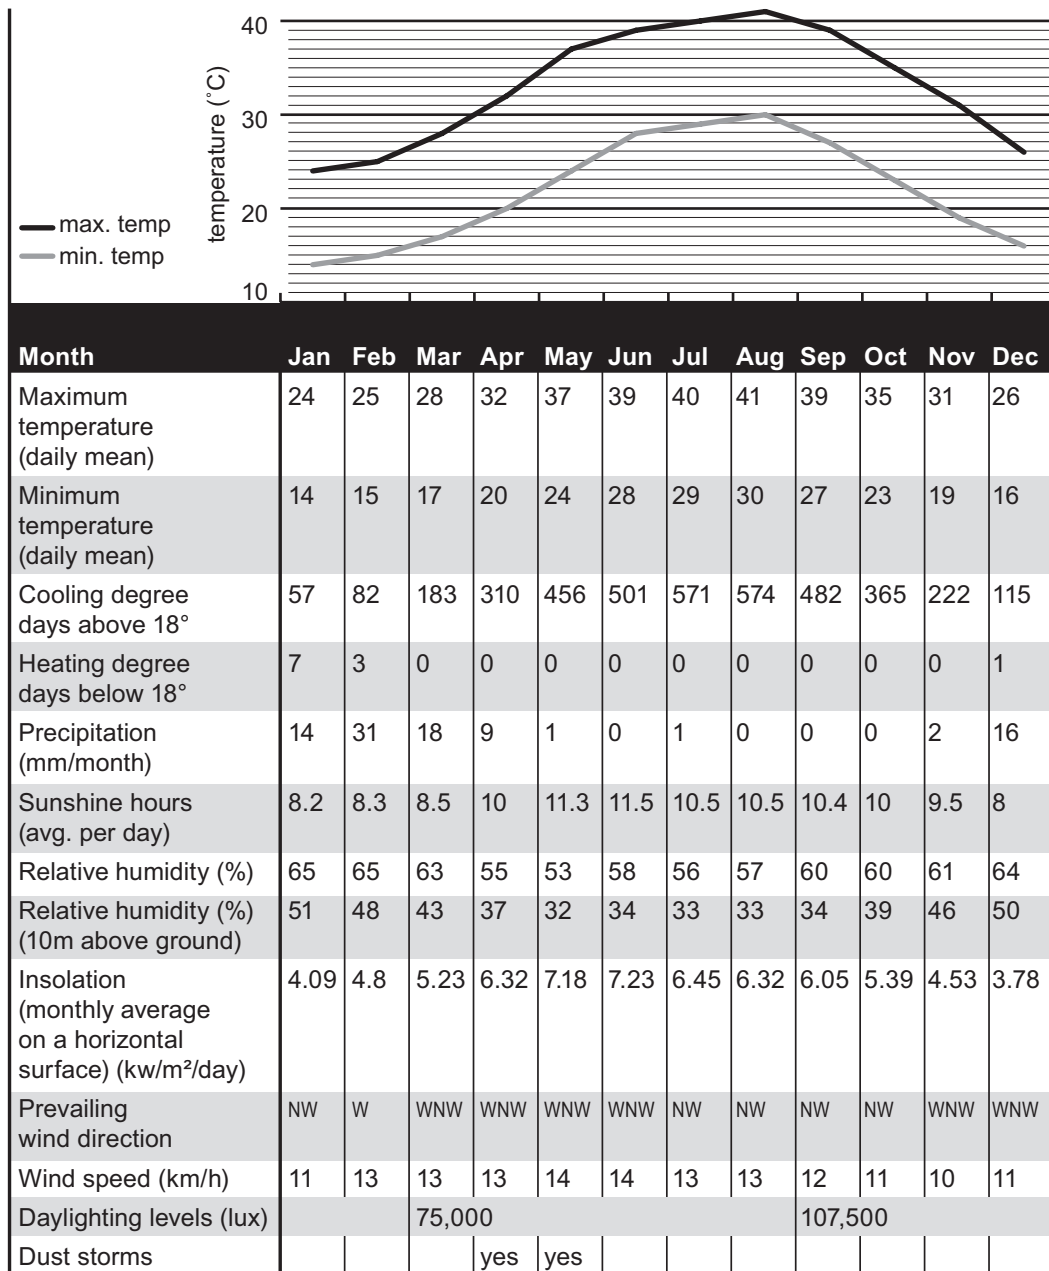 40
30
20
10
temperature (˚C)
max. temp
min. temp
Month Jan Feb Mar Apr May Jun Jul Aug Sep Oct Nov Dec
Maximum
temperature
(daily mean) 24 25 28 32 37 39 40 41 39 35 31 26
Minimum
temperature
(daily mean) 14 15 17 20 24 28 29 30 27 23 19 16
Cooling degree
days above 18° 57 82 183 310 456 501 571 574 482 365 222 115
Heating degree
days below 18° 7 3 0 0 0 0 0 0 0 0 0 1
Precipitation
(mm/month) 14 31 18 9 1 0 1 0 0 0 2 16
Sunshine hours
(avg. per day) 8.2 8.3 8.5 10 11.3 11.5 10.5 10.5 10.4 10 9.5 8
Relative humidity (%) 65 65 63 55 53 58 56 57 60 60 61 64
Relative humidity (%)
(10m above ground) 51 48 43 37 32 34 33 33 34 39 46 50
Insolation
(monthly average
on a horizontal
surface) (kw/m²/day) 4.09 4.8 5.23 6.32 7.18 7.23 6.45 6.32 6.05 5.39 4.53 3.78
Prevailing
wind direction NW W WNW WNW WNW WNW NW NW NW NW WNW WNW
Wind speed (km/h) 11 13 13 13 14 14 13 13 12 11 10 11
Daylighting levels (lux) 75,000 107,500
Dust storms yes yes